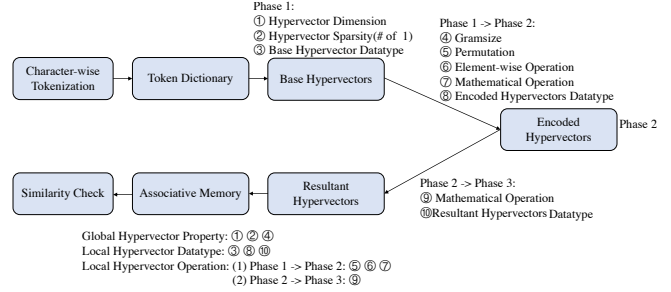 Phase 1:
① Hypervector Dimension
② Hypervector Sparsity(# of 1)
③ Base Hypervector Datatype
Phase 1 -> Phase 2:
④ Gramsize
⑤ Permutation
⑥ Element-wise Operation
⑦ Mathematical Operation
⑧ Encoded Hypervectors Datatype
Character-wise
Tokenization
Token Dictionary
Base Hypervectors
Encoded
Hypervectors
Phase 2
Similarity Check
Associative Memory
Resultant
Hypervectors
Phase 2 -> Phase 3:
⑨ Mathematical Operation
⑩Resultant Hypervectors Datatype
Global Hypervector Property: ① ② ④
Local Hypervector Datatype: ③ ⑧ ⑩
Local Hypervector Operation: (1) Phase 1 -> Phase 2: ⑤ ⑥ ⑦
(2) Phase 2 -> Phase 3: ⑨